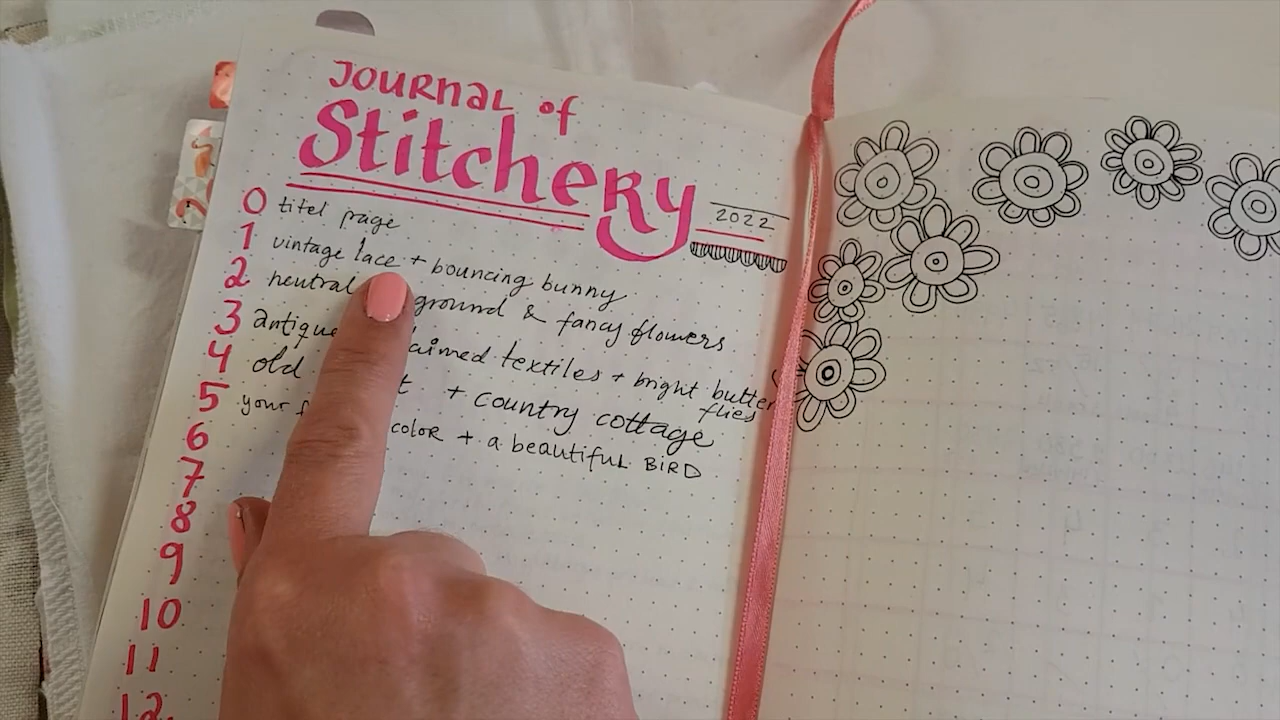 JOURNAL of
Stitchery
2022
0 titel page
1 vintage lace + bouncing bunny
2 neutral ground & fancy flowers
3 antique aimed textiles + bright butter
flies
4 old t + country cottage
5 your f color + a beautiful BIRD
6
7
8
9
10
11
12